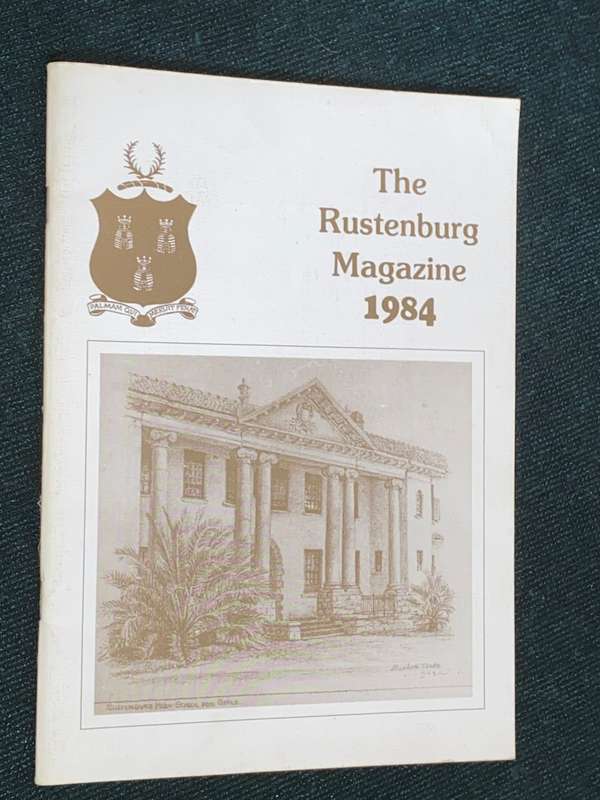 The
Rustenburg
Magazine
1984
PALMAM QUI MERUIT FERAT
RUSTENBURG HIGH SCHOOL FOR GIRLS